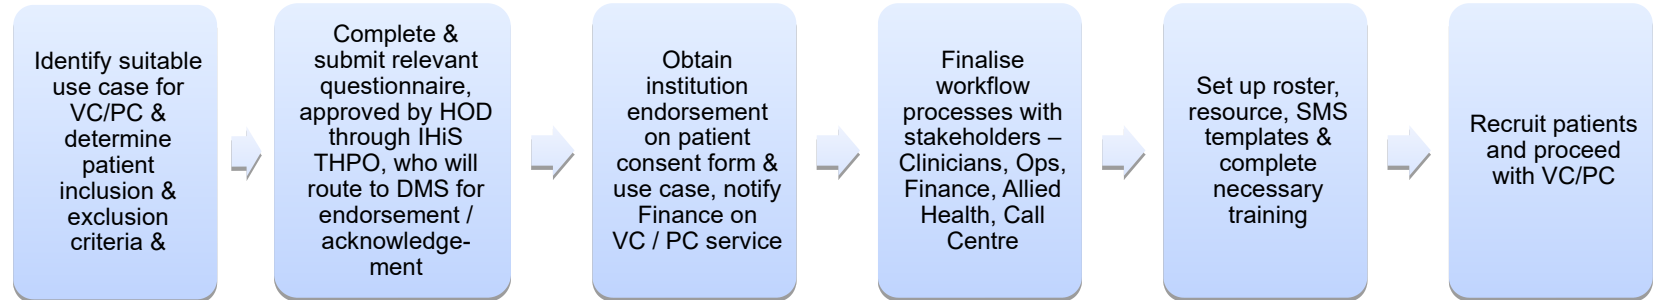 Identify suitable
use case for
VC/PC &
determine
patient
inclusion &
exclusion
criteria &
Complete &
submit relevant
questionnaire,
approved by HOD
through IHiS
THPO, who will
route to DMS for
endorsement /
acknowledge-
ment
Obtain
institution
endorsement
on patient
consent form &
use case, notify
Finance on
VC / PC service
Finalise
workflow
processes with
stakeholders –
Clinicians, Ops,
Finance, Allied
Health, Call
Centre
Set up roster,
resource, SMS
templates &
complete
necessary
training
Recruit patients
and proceed
with VC/PC